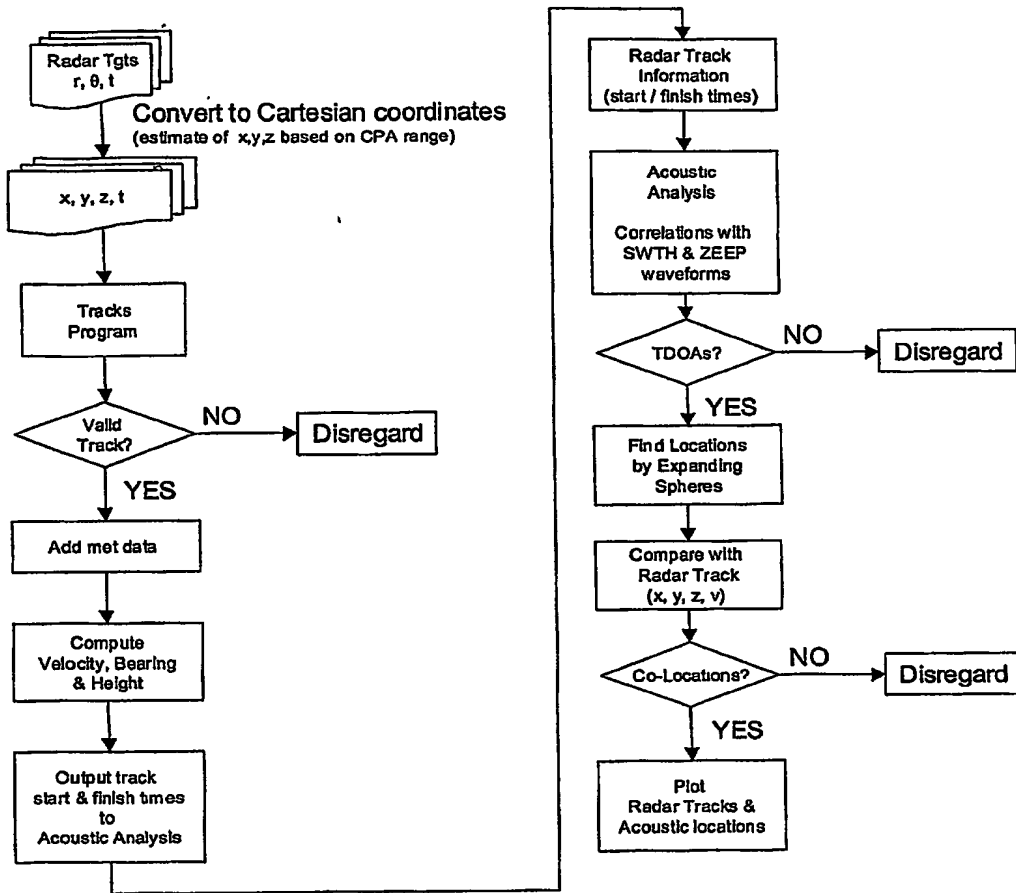 Radar Tgts
r, θ, t
Convert to Cartesian coordinates
(estimate of x,y,z based on CPA range)
x, y, z, t
Tracks
Program
Valid
Track?
NO
Disregard
YES
Add met data
Compute
Velocity, Bearing
& Height
Output track
start & finish times
to
Acoustic Analysis
Radar Track
Information
(start / finish times)
Acoustic
Analysis
Correlations with
SWTH & ZEEP
waveforms
TDOAs?
NO
Disregard
YES
Find Locations
by Expanding
Spheres
Compare with
Radar Track
(x, y, z, v)
Co-Locations?
NO
Disregard
YES
Plot
Radar Tracks &
Acoustic locations